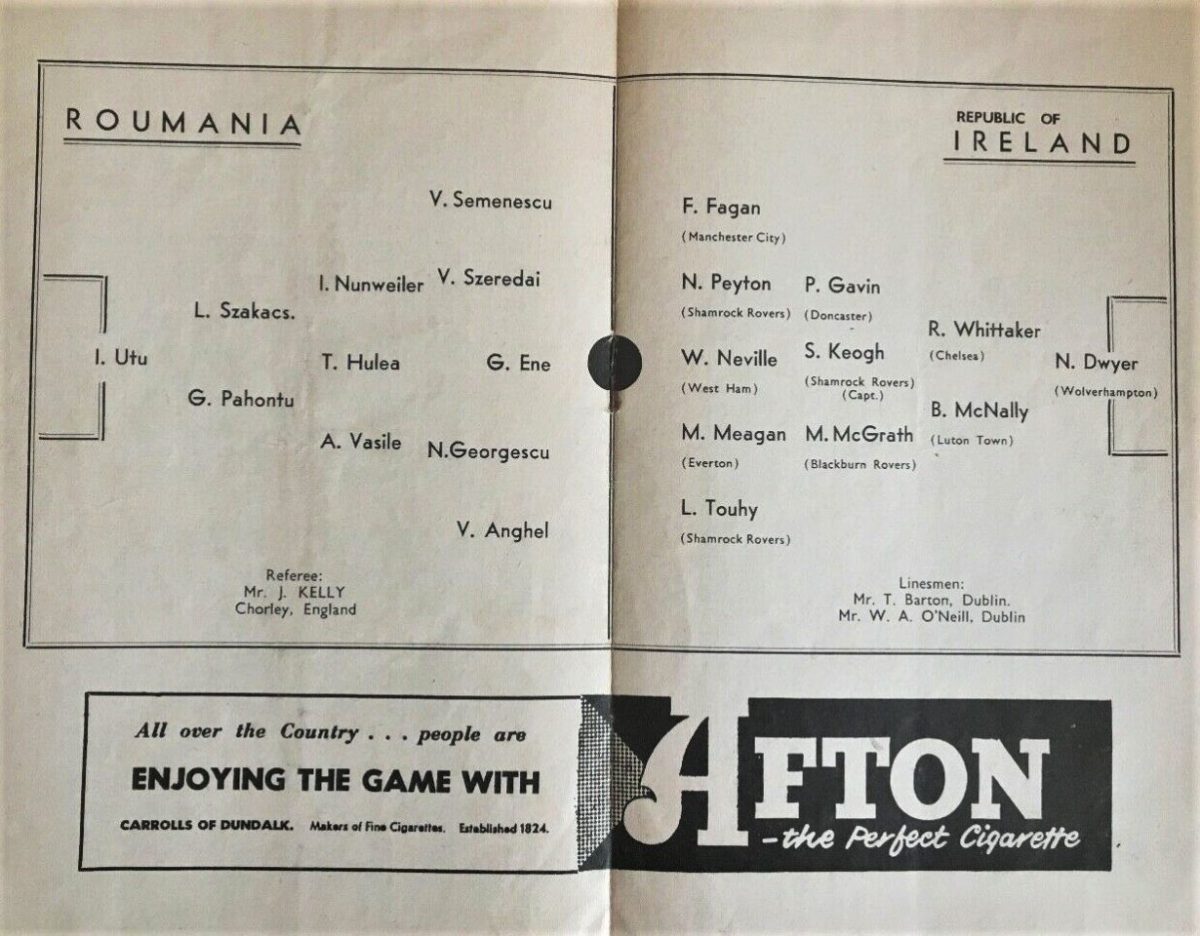 ROUMANIA
V. Semenescu
I. Nunweiler V. Szeredai
L. Szakacs.
I. Utu
T. Hulea G. Ene
G. Pahontu
A. Vasile N.Georgescu
V. Anghel
Referee:
Mr. J. KELLY
Chorley, England
REPUBLIC OF
IRELAND
F. Fagan
(Manchester City)
N. Peyton P. Gavin
(Shamrock Rovers) (Doncaster)
R. Whittaker
(Chelsea)
W. Neville S. Keogh
(West Ham) (Shamrock Rovers)
(Capt.)
N. Dwyer
(Wolverhampton)
B. McNally
(Luton Town)
M. Meagan M. McGrath
(Everton) (Blackburn Rovers)
L. Touhy
(Shamrock Rovers)
Linesmen:
Mr. T. Barton, Dublin.
Mr. W. A. O'Neill, Dublin
All over the Country . . . people are
ENJOYING THE GAME WITH
CARROLLS OF DUNDALK. Makers of Fine Cigarettes. Established 1824.
AFTON
-the Perfect Cigarette